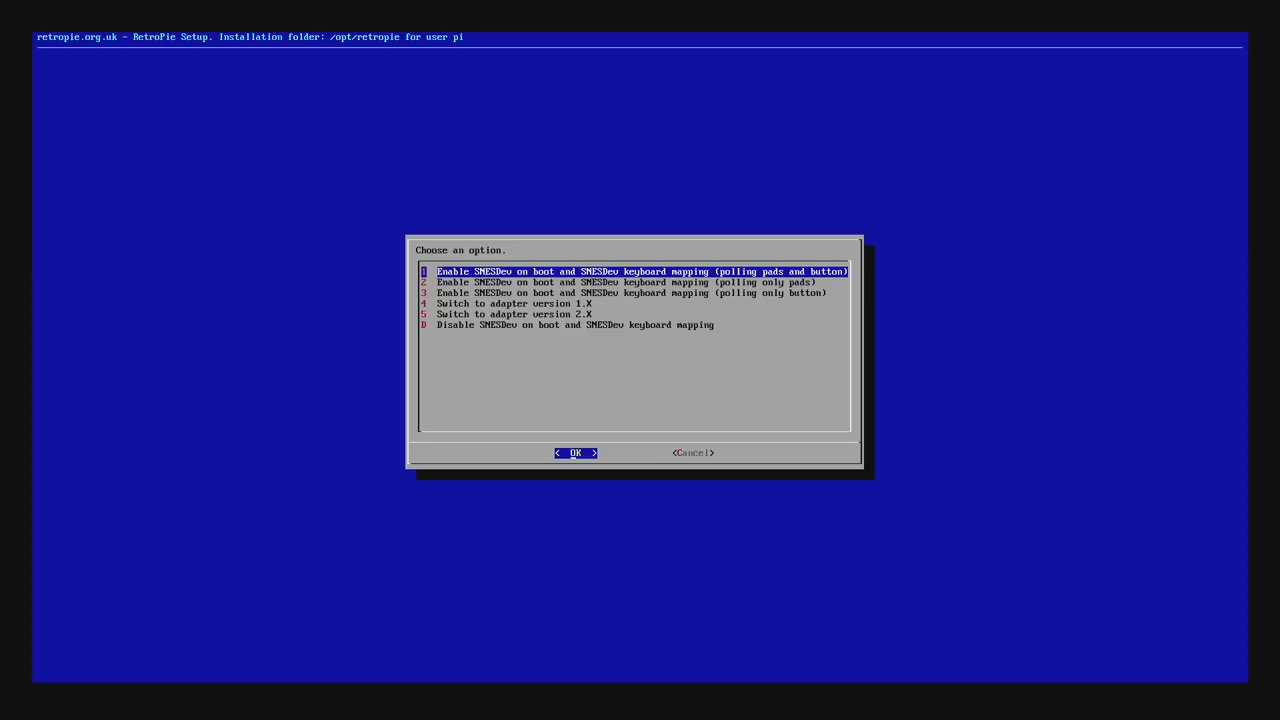 retropie.org.uk - RetroPie Setup. Installation folder: /opt/retropie for user pi
Choose an option.
1 Enable SNESDev on boot and SNESDev keyboard mapping (polling pads and button)
2 Enable SNESDev on boot and SNESDev keyboard mapping (polling only pads)
3 Enable SNESDev on boot and SNESDev keyboard mapping (polling only button)
4 Switch to adapter version 1.X
5 Switch to adapter version 2.X
D Disable SNESDev on boot and SNESDev keyboard mapping
< OK > <Cancel>